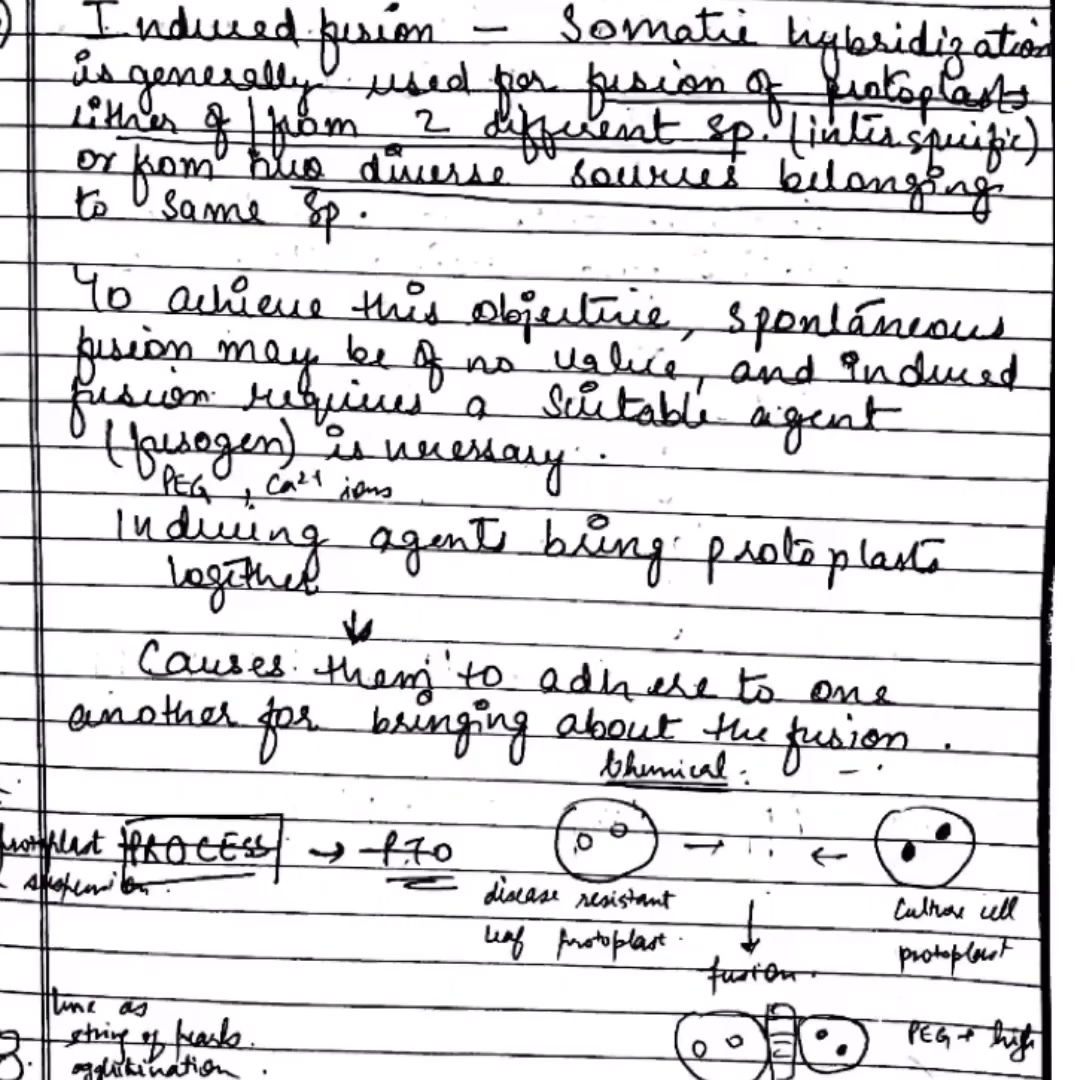 Induced fusion – Somatic hybridization
is generally used for fusion of protoplasts
either of / from 2 different sp. (inter specific)
or from two diverse sources belonging
to same sp.
To achieve this objective, spontaneous
fusion may be of no value, and induced
fusion requires a suitable agent
(fusogen) is necessary.
PEG, Ca2+ ions
Inducing agents bring protoplasts
together
↓
Causes them to adhere to one
another for bringing about the fusion.
Chemical.
protoplast PROCESS → P.T.O → ←
suspension.
disease resistant Culture cell
leaf protoplast. protoplast
↓
fusion.
line as
string of pearls. PEG + high
agglutination.